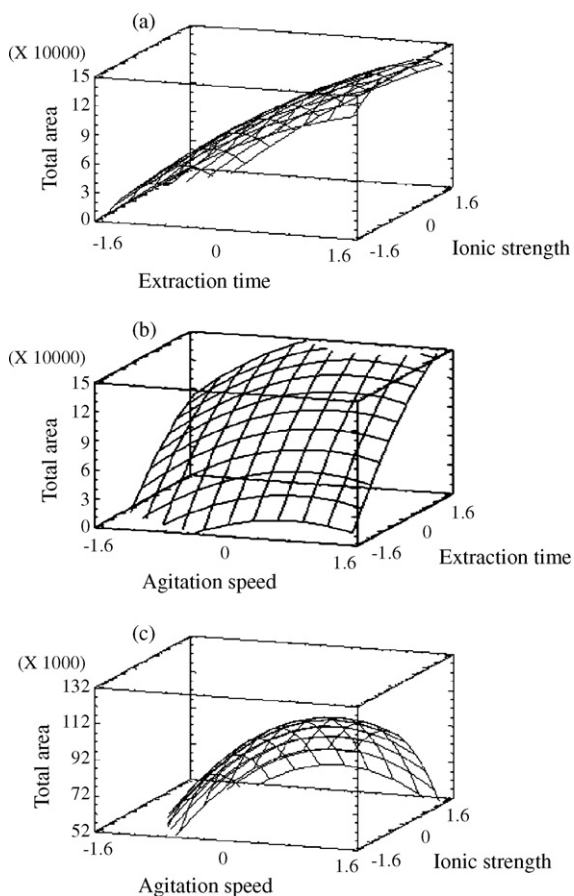 (a)
(X 10000)
15
12
9
6
3
0
Total area
-1.6
0
1.6
Extraction time
-1.6
0
1.6
Ionic strength
(b)
(X 10000)
15
12
9
6
3
0
Total area
-1.6
0
1.6
Agitation speed
-1.6
0
1.6
Extraction time
(c)
(X 1000)
132
112
92
72
52
Total area
-1.6
0
1.6
Agitation speed
-1.6
0
1.6
Ionic strength